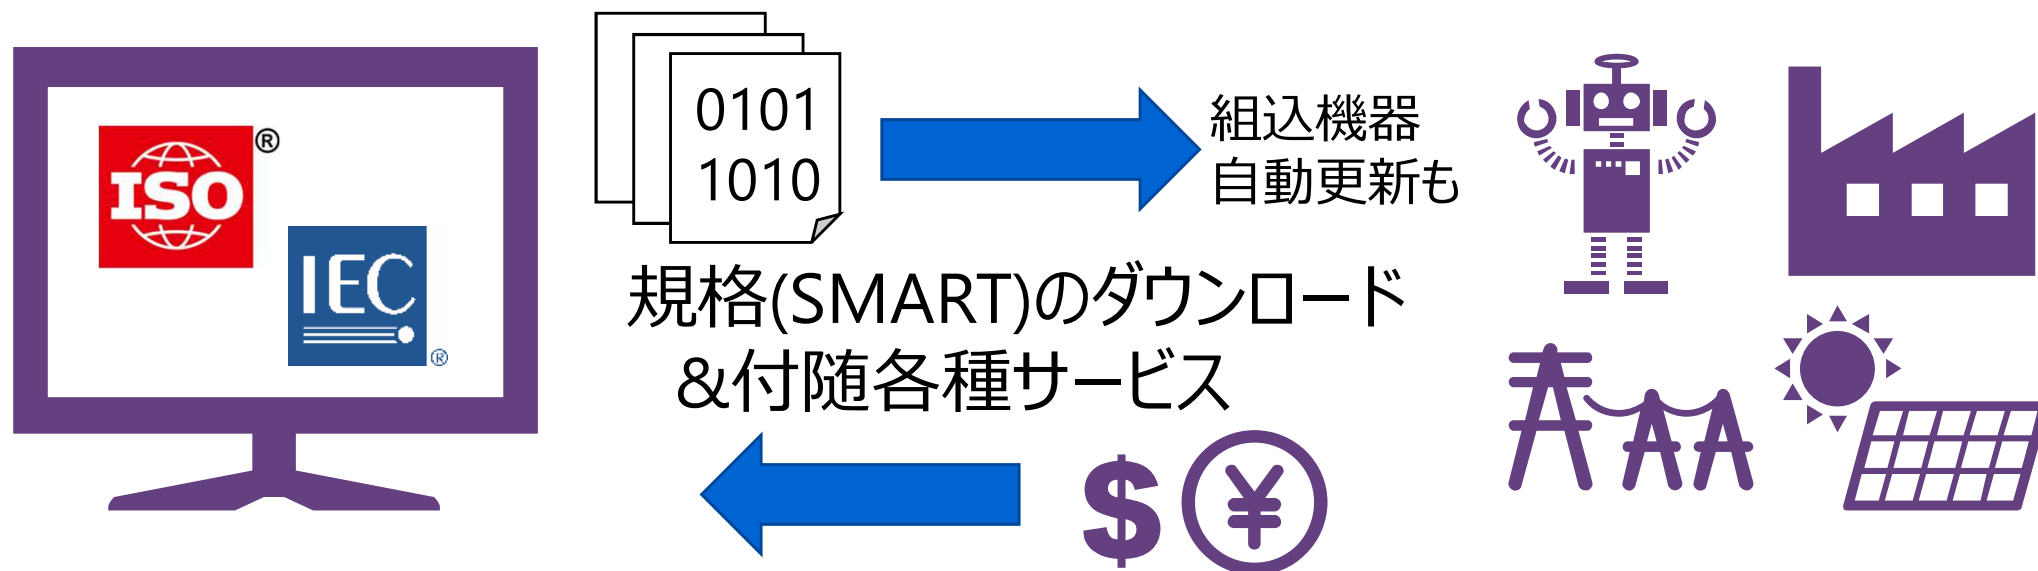 ISO
®
IEC
®
0101
1010
組込機器
自動更新も
規格(SMART)のダウンロード
&付随各種サービス
$ ¥